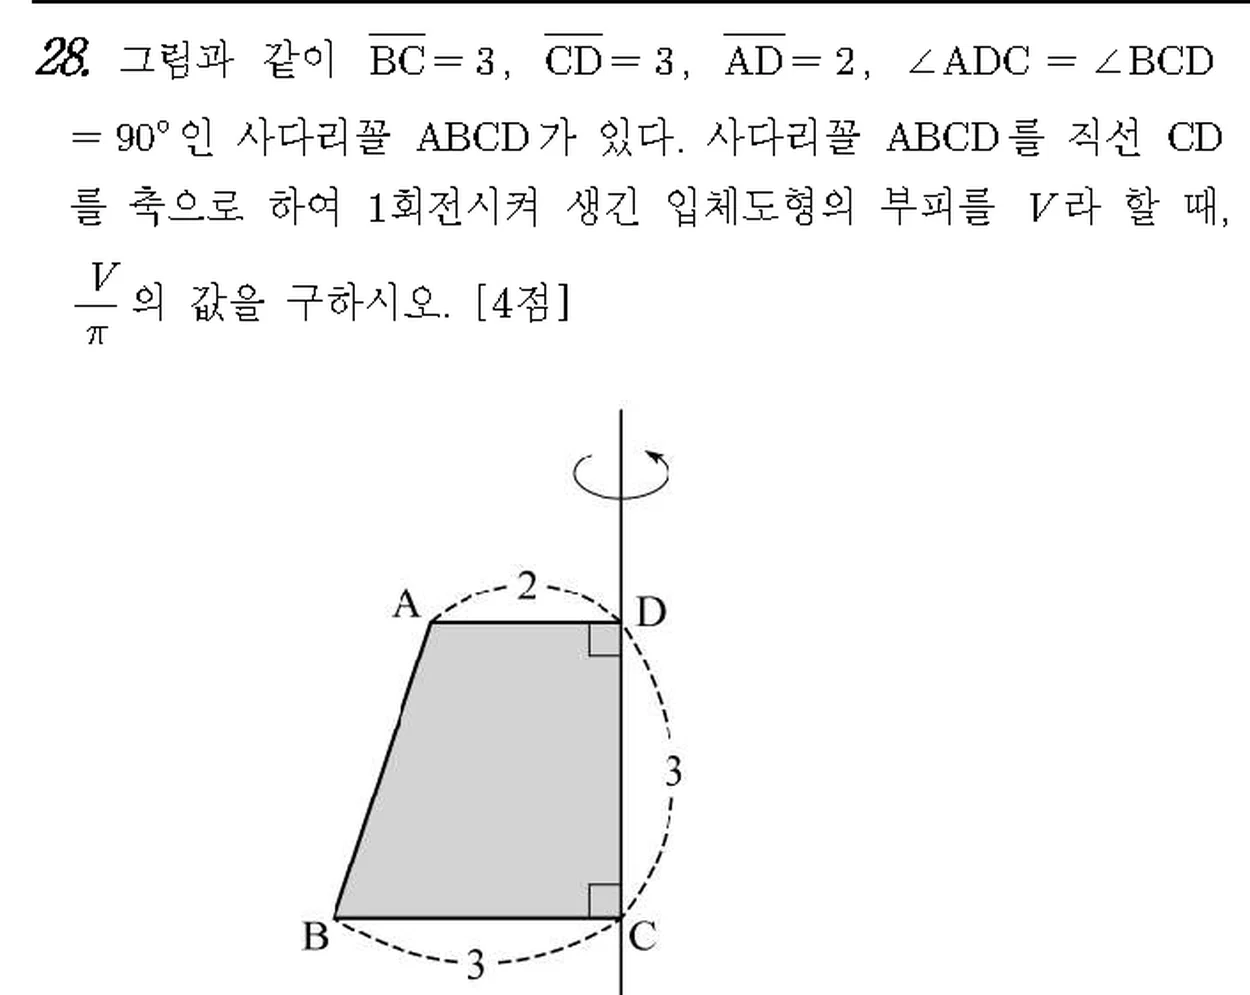 28. 그림과 같이 B̅C̅ = 3, C̅D̅ = 3, A̅D̅ = 2, ∠ADC = ∠BCD
= 90°인 사다리꼴 ABCD가 있다. 사다리꼴 ABCD를 직선 CD
를 축으로 하여 1회전시켜 생긴 입체도형의 부피를 V라 할 때,
V/π의 값을 구하시오. [4점]
A 2 D
3
B 3 C